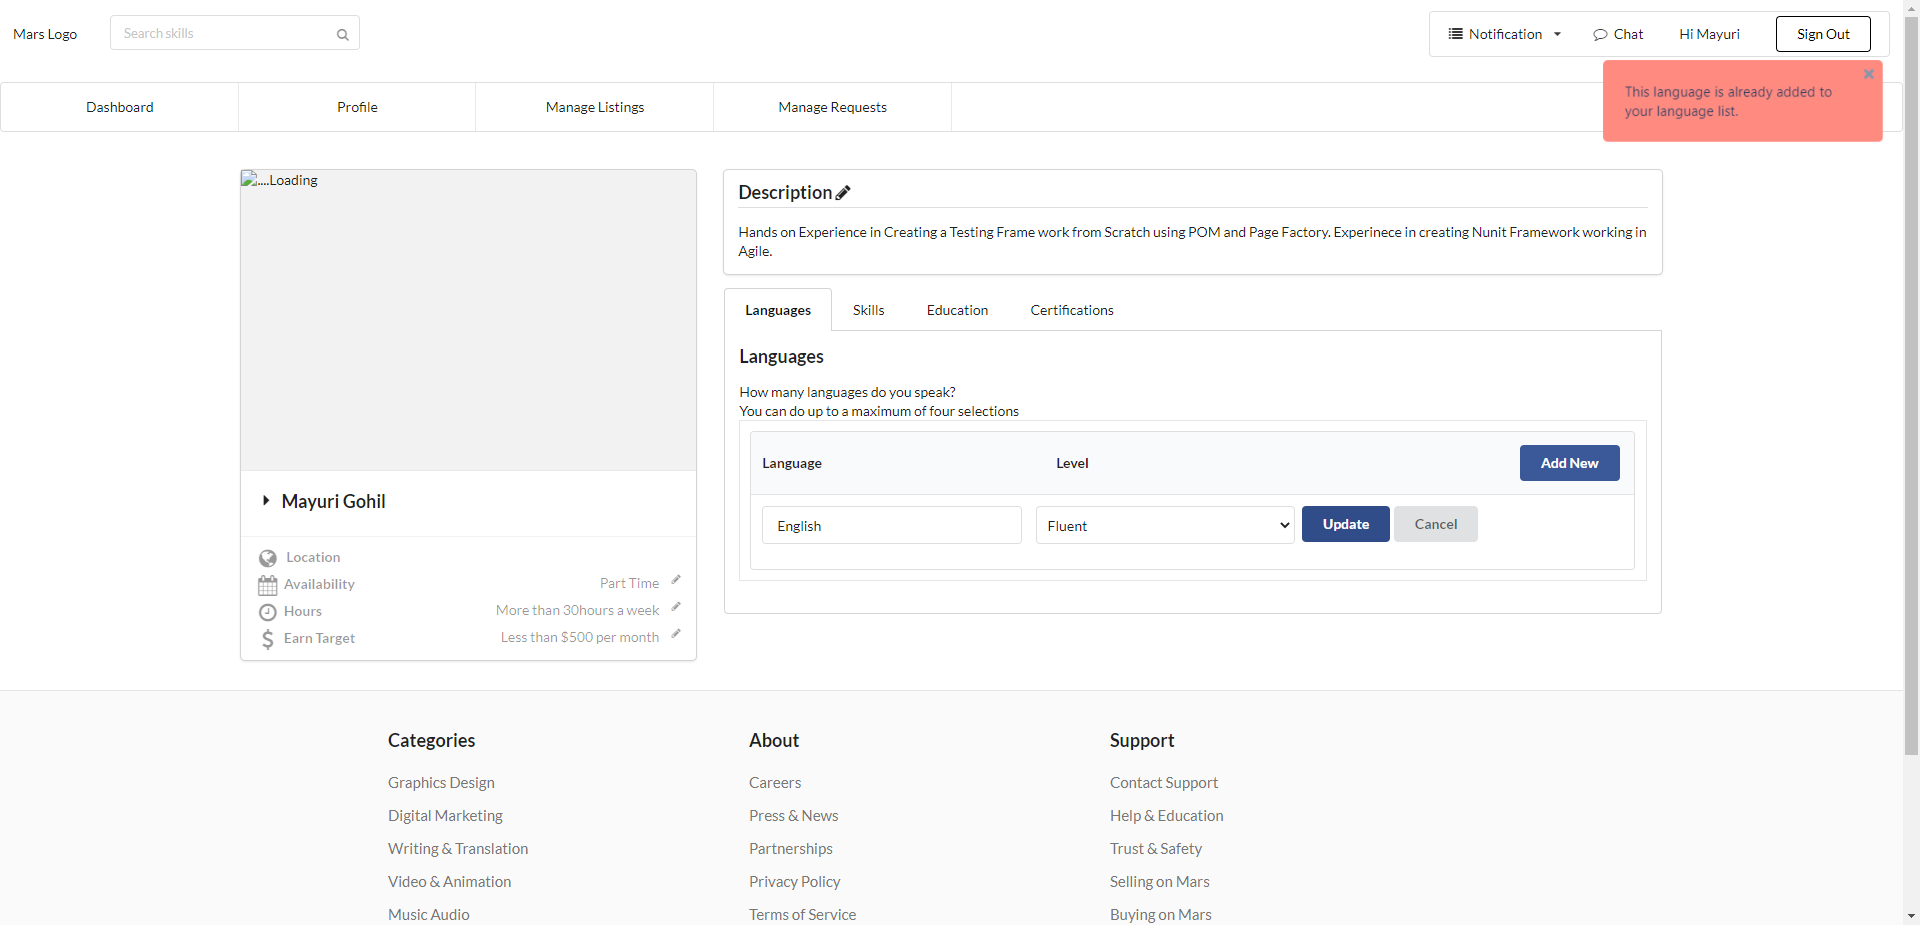 Mars Logo
Search skills
Notification
Chat
Hi Mayuri
Sign Out
This language is already added to
your language list.
Dashboard
Profile
Manage Listings
Manage Requests
....Loading
Mayuri Gohil
Location
Availability
Part Time
Hours
More than 30hours a week
Earn Target
Less than $500 per month
Description
Hands on Experience in Creating a Testing Frame work from Scratch using POM and Page Factory. Experinece in creating Nunit Framework working in
Agile.
Languages
Skills
Education
Certifications
Languages
How many languages do you speak?
You can do up to a maximum of four selections
Language
Level
Add New
English
Fluent
Update
Cancel
Categories
Graphics Design
Digital Marketing
Writing & Translation
Video & Animation
Music Audio
About
Careers
Press & News
Partnerships
Privacy Policy
Terms of Service
Support
Contact Support
Help & Education
Trust & Safety
Selling on Mars
Buying on Mars